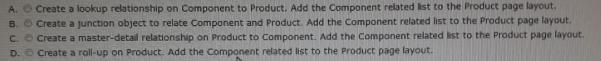 A. Create a lookup relationship on Component to Product. Add the Component related list to the Product page layout.
B. Create a junction object to relate Component and Product. Add the Component related list to the Product page layout.
C. Create a master-detail relationship on Product to Component. Add the Component related list to the Product page layout.
D. Create a roll-up on Product. Add the Component related list to the Product page layout.